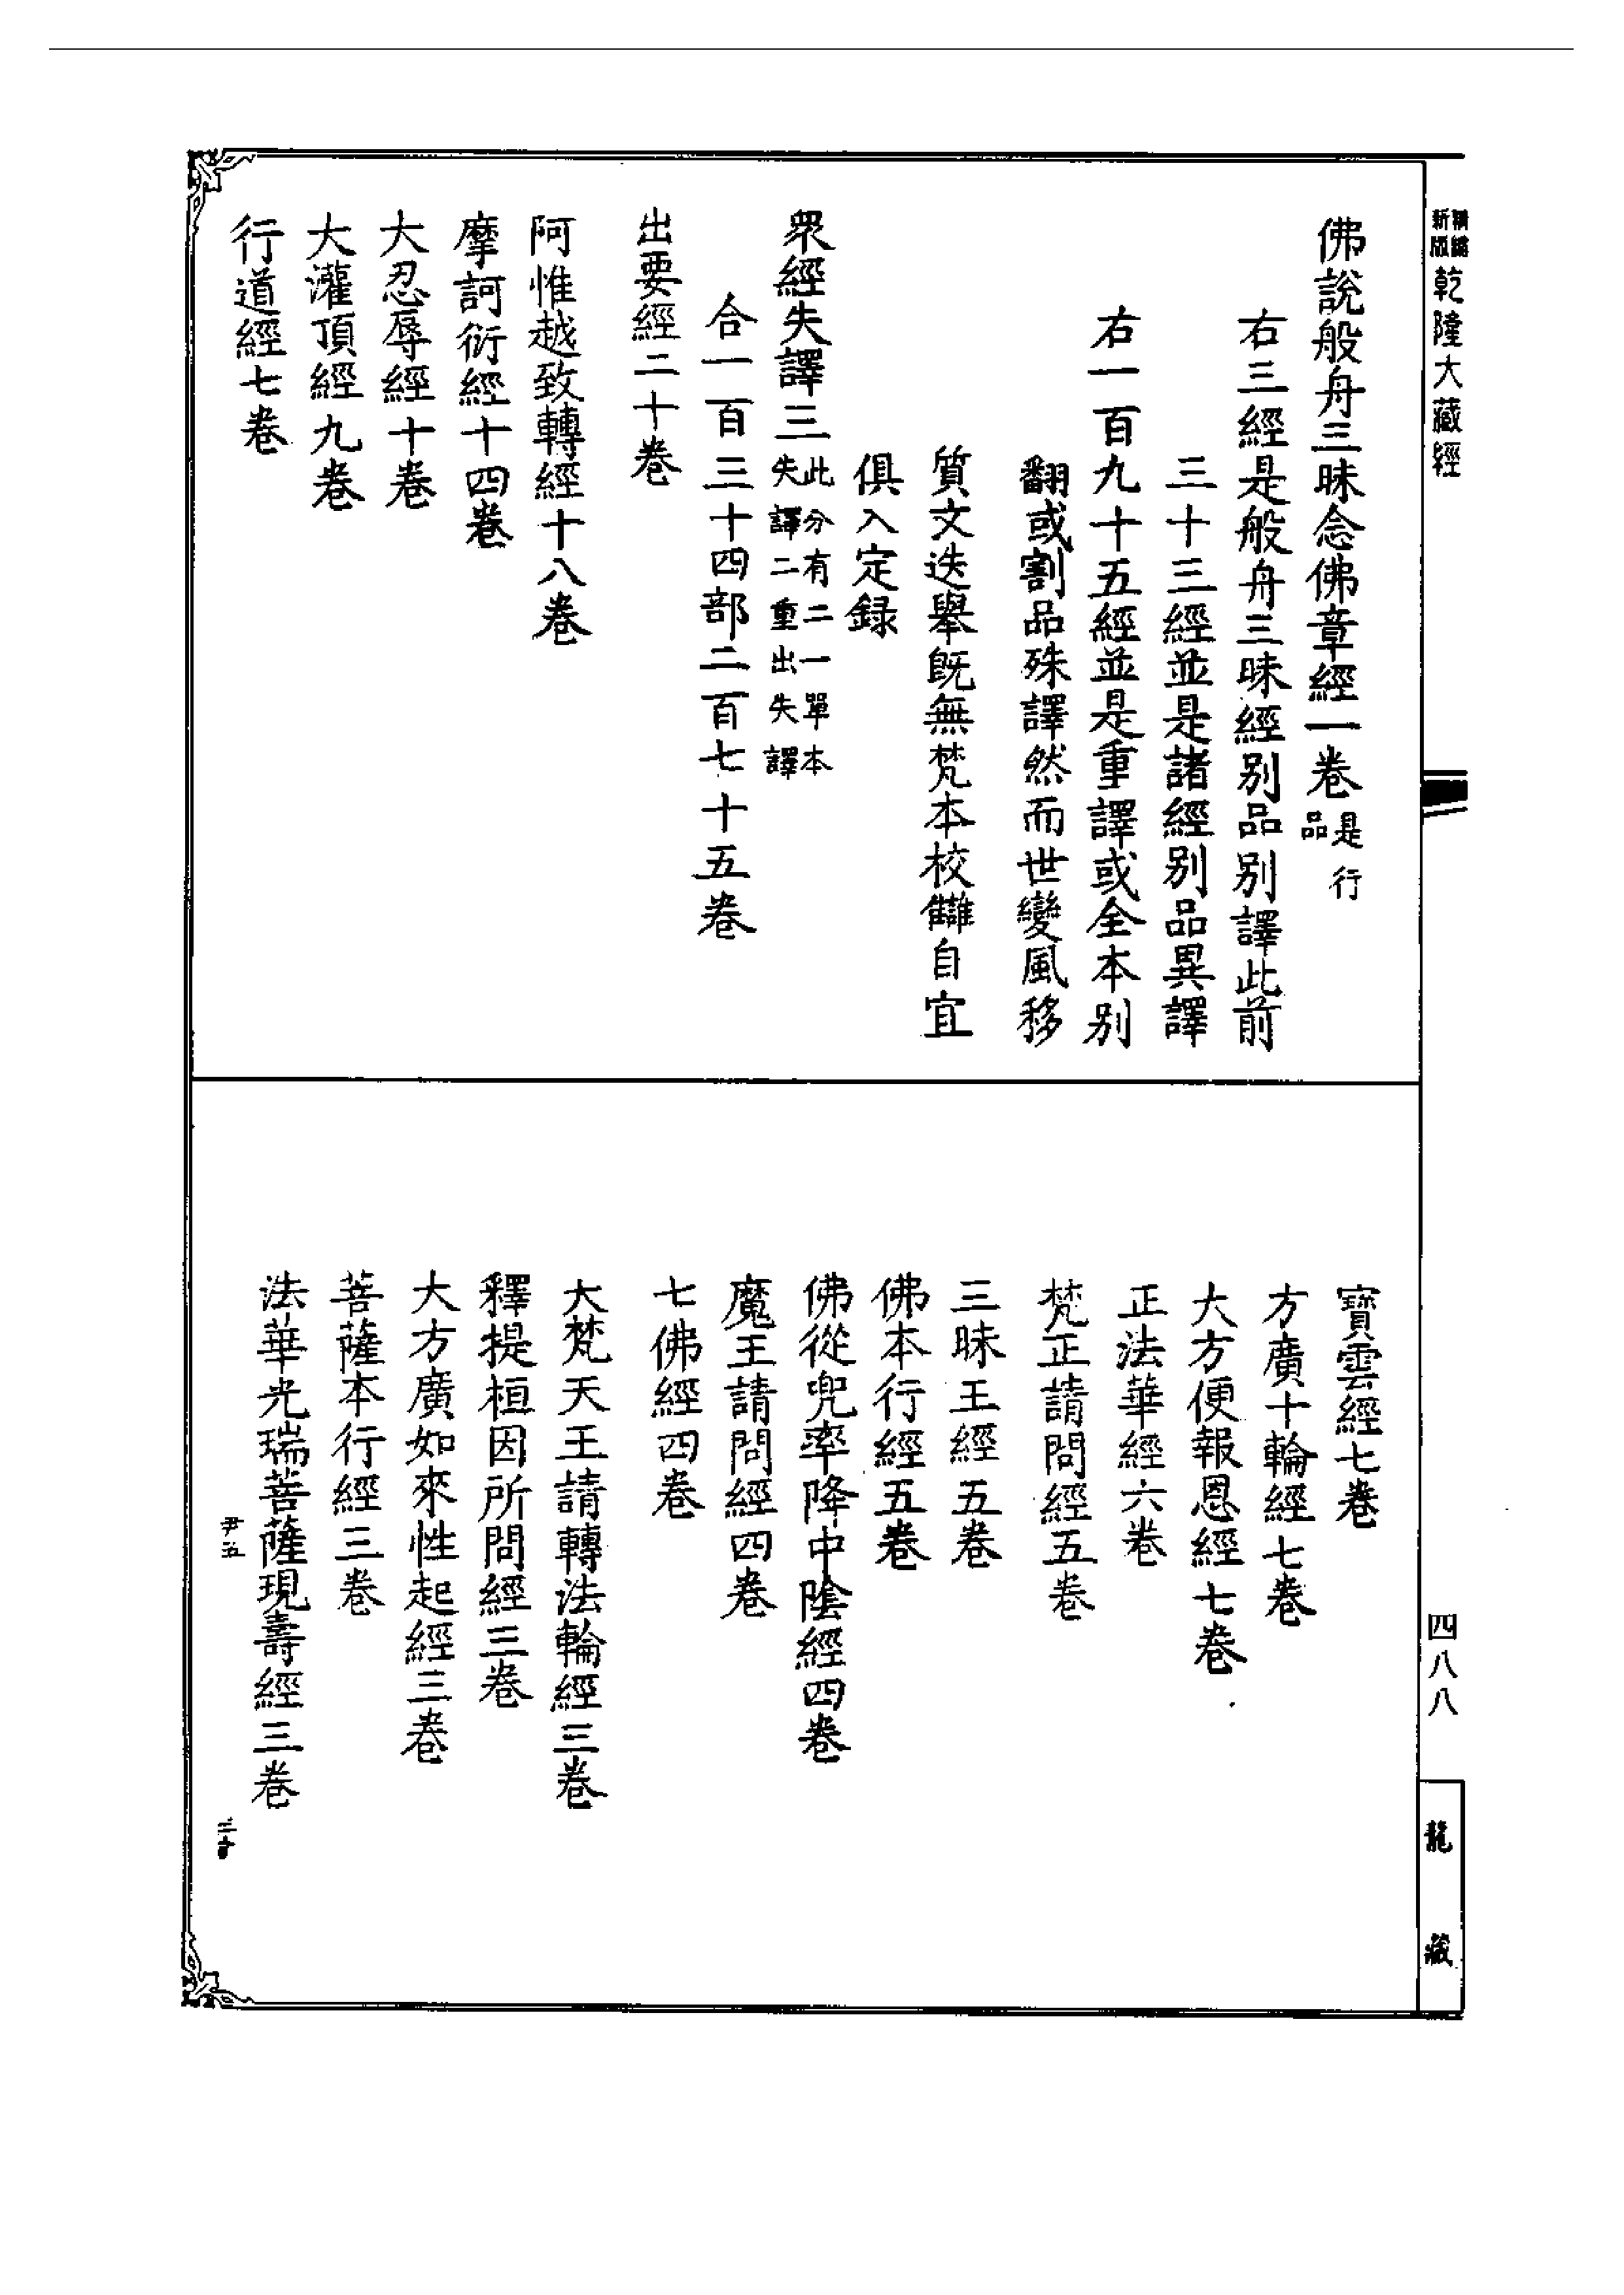 新版
乾隆大藏經
佛說般舟三昧念佛章經一卷是行品
右三經是般舟三昧經別品別譯此前
三十三經並是諸經別品異譯
右一百九十五經並是重譯或全本別
翻或割品殊譯然而世變風移
質文迭舉既無梵本校讎自宜
俱入定録
眾經失譯三此分有二一單本失譯二重出失譯
合一百三十四部二百七十五卷
出要經二十卷
阿惟越致轉經十八卷
摩訶衍經十四卷
大忍辱經十卷
大灌頂經九卷
行道經七卷
寶雲經七卷
方廣十輪經七卷
大方便報恩經七卷
正法華經六卷
梵正請問經五卷
三昧王經五卷
佛本行經五卷
佛從兜率降中陰經四卷
魔王請問經四卷
七佛經四卷
大梵天王請轉法輪經三卷
釋提桓因所問經三卷
大方廣如來性起經三卷
菩薩本行經三卷
法華光瑞菩薩現壽經三卷
尹五
四八八
龍藏